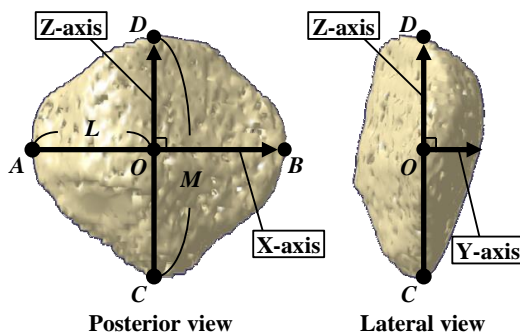 Z-axis
D
L
A
O
B
M
X-axis
C
Posterior view
Z-axis
D
O
Y-axis
C
Lateral view